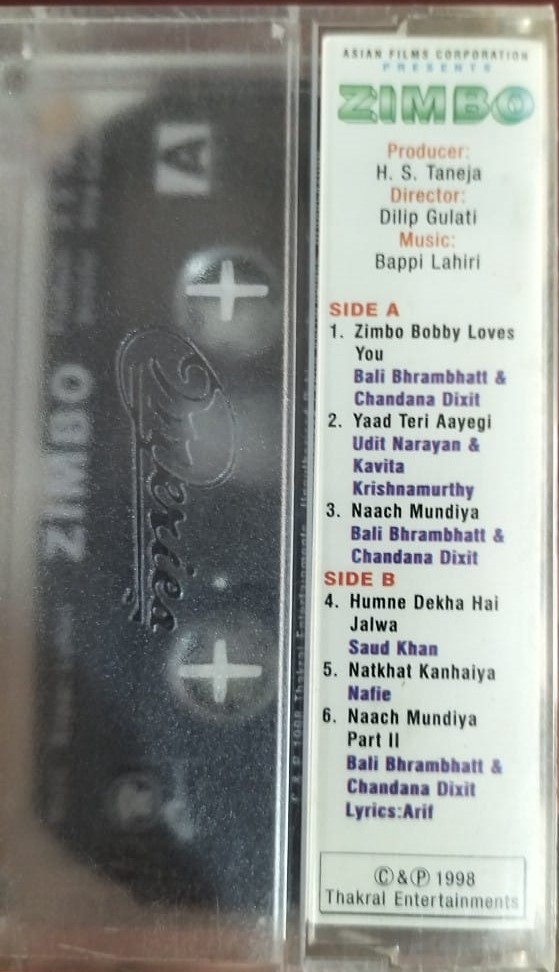 ASIAN FILMS CORPORATION
PRESENTS
ZIMBO
Producer:
H. S. Taneja
Director:
Dilip Gulati
Music:
Bappi Lahiri
SIDE A
1. Zimbo Bobby Loves
You
Bali Bhrambhatt &
Chandana Dixit
2. Yaad Teri Aayegi
Udit Narayan &
Kavita
Krishnamurthy
3. Naach Mundiya
Bali Bhrambhatt &
Chandana Dixit
SIDE B
4. Humne Dekha Hai
Jalwa
Saud Khan
5. Natkhat Kanhaiya
Nafie
6. Naach Mundiya
Part II
Bali Bhrambhatt &
Chandana Dixit
Lyrics:Arif
©&℗ 1998
Thakral Entertainments
A
ZIMBO
1998 Thakral Entertainments